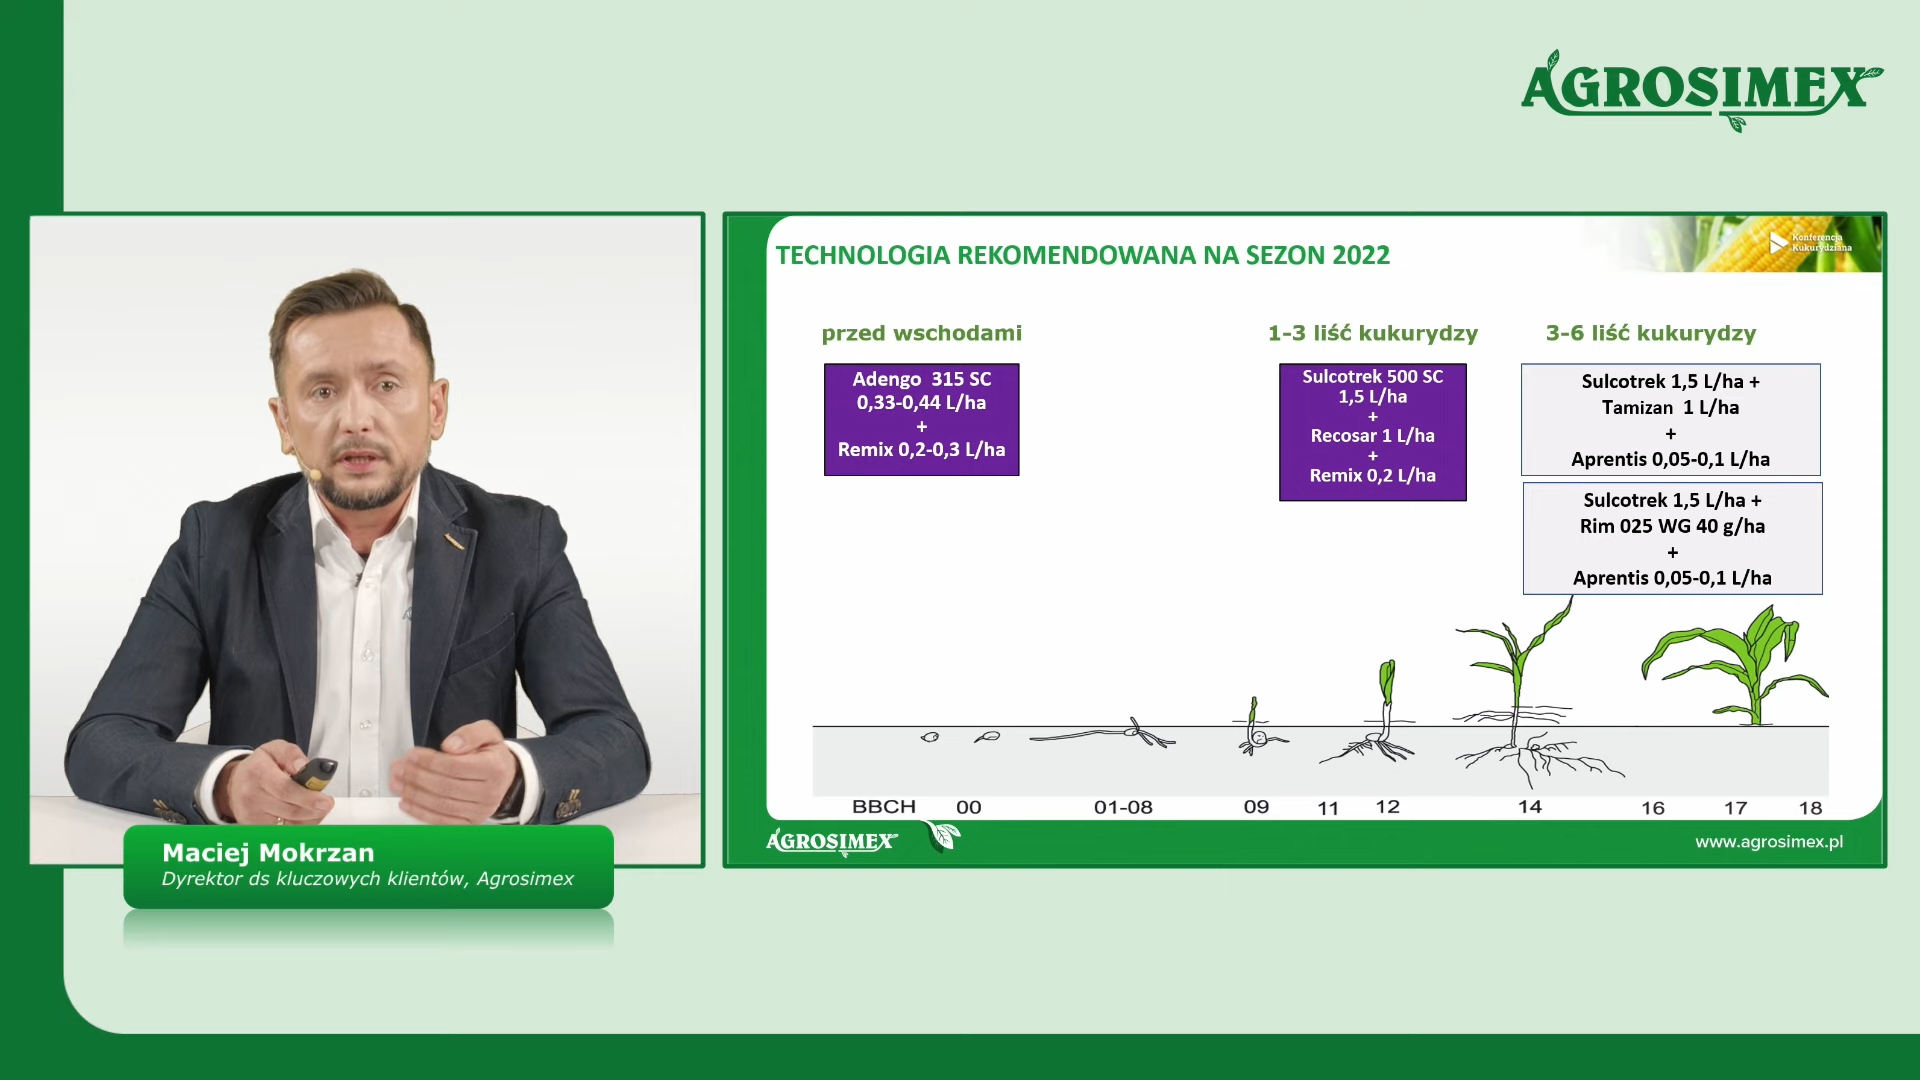 AGROSIMEX
TECHNOLOGIA REKOMENDOWANA NA SEZON 2022
Konferencja
Kukurydziana
przed wschodami
Adengo 315 SC
0,33-0,44 L/ha
+
Remix 0,2-0,3 L/ha
1-3 liść kukurydzy
Sulcotrek 500 SC
1,5 L/ha
+
Recosar 1 L/ha
+
Remix 0,2 L/ha
3-6 liść kukurydzy
Sulcotrek 1,5 L/ha +
Tamizan 1 L/ha
+
Aprentis 0,05-0,1 L/ha
Sulcotrek 1,5 L/ha +
Rim 025 WG 40 g/ha
+
Aprentis 0,05-0,1 L/ha
BBCH 00 01-08 09 11 12 14 16 17 18
AGROSIMEX
www.agrosimex.pl
Maciej Mokrzan
Dyrektor ds kluczowych klientów, Agrosimex